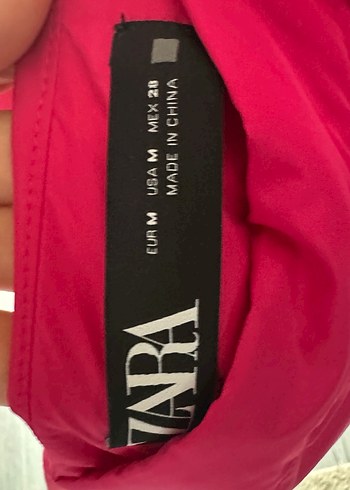 ZARA
EUR M USA M MEX 28
MADE IN CHINA